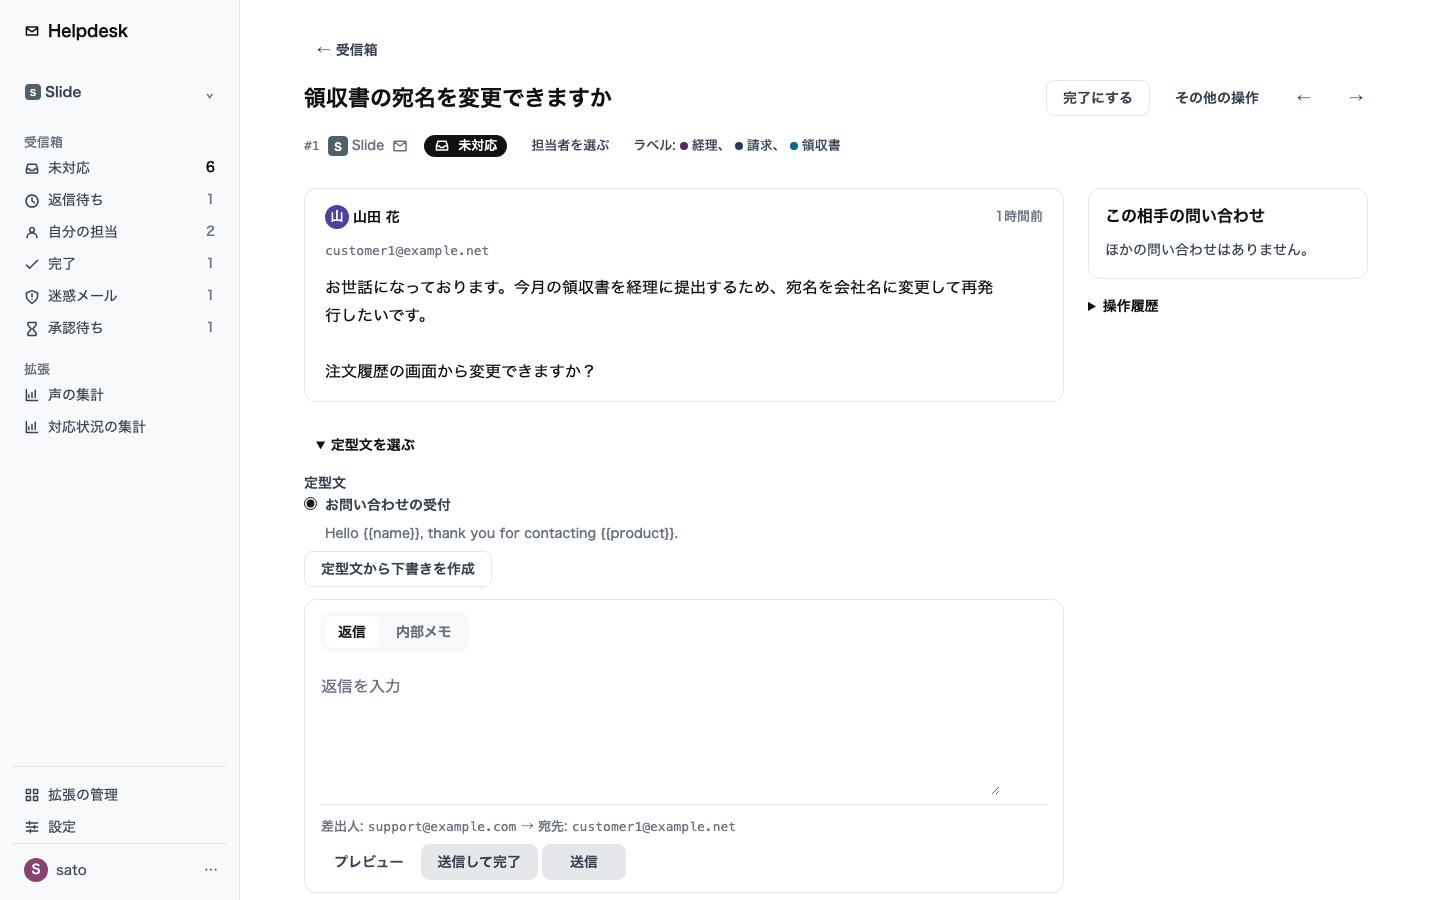 Helpdesk
S Slide
受信箱
未対応 6
返信待ち 1
自分の担当 2
完了 1
迷惑メール 1
承認待ち 1
拡張
声の集計
対応状況の集計
拡張の管理
設定
S sato ...
← 受信箱
領収書の宛名を変更できますか
完了にする その他の操作 ← →
#1 S Slide 未対応 担当者を選ぶ ラベル: 経理、 請求、 領収書
山 山田 花 1時間前
customer1@example.net
お世話になっております。今月の領収書を経理に提出するため、宛名を会社名に変更して再発
行したいです。
注文履歴の画面から変更できますか？
▼ 定型文を選ぶ
定型文
お問い合わせの受付
Hello {{name}}, thank you for contacting {{product}}.
定型文から下書きを作成
返信 内部メモ
返信を入力
差出人: support@example.com → 宛先: customer1@example.net
プレビュー 送信して完了 送信
この相手の問い合わせ
ほかの問い合わせはありません。
▶ 操作履歴